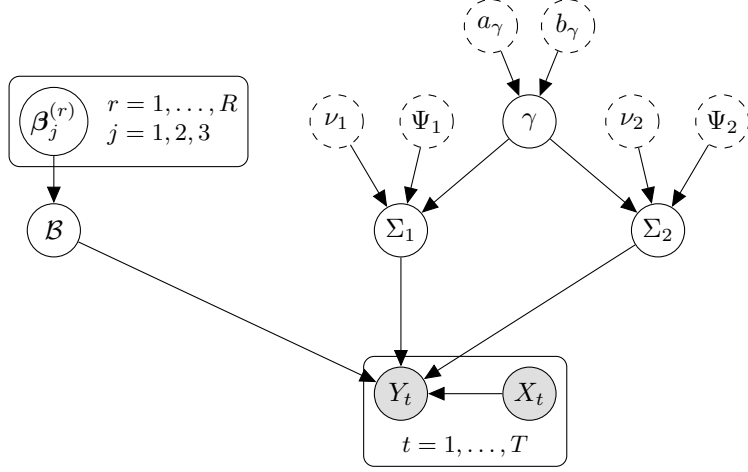 a_γ b_γ
β_j^{(r)} r = 1, . . . , R
j = 1, 2, 3
ν_1 Ψ_1 γ ν_2 Ψ_2
ℬ Σ_1 Σ_2
Y_t X_t
t = 1, . . . , T